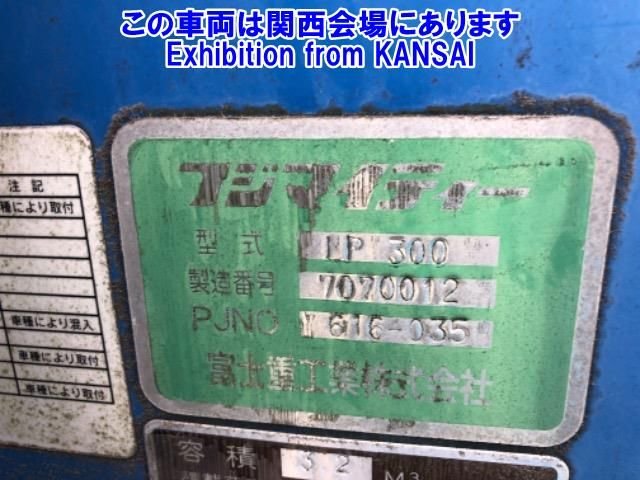 この車両は関西会場にあります
Exhibition from KANSAI
注記
車種により取付
車種により混入
車種により取付
車種により取付
フジマイティー
型式 LP 300
製造番号 7070012
PJNO Y616-035
富士重工業株式会社
容積 32 M3